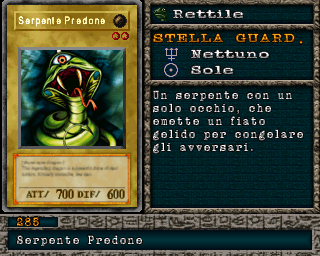 Serpente Predone
ATT/ 700 DIF/ 600
Rettile
STELLA GUARD.
Nettuno
Sole
Un serpente con un
solo occhio, che
emette un fiato
gelido per congelare
gli avversari.
285
Serpente Predone